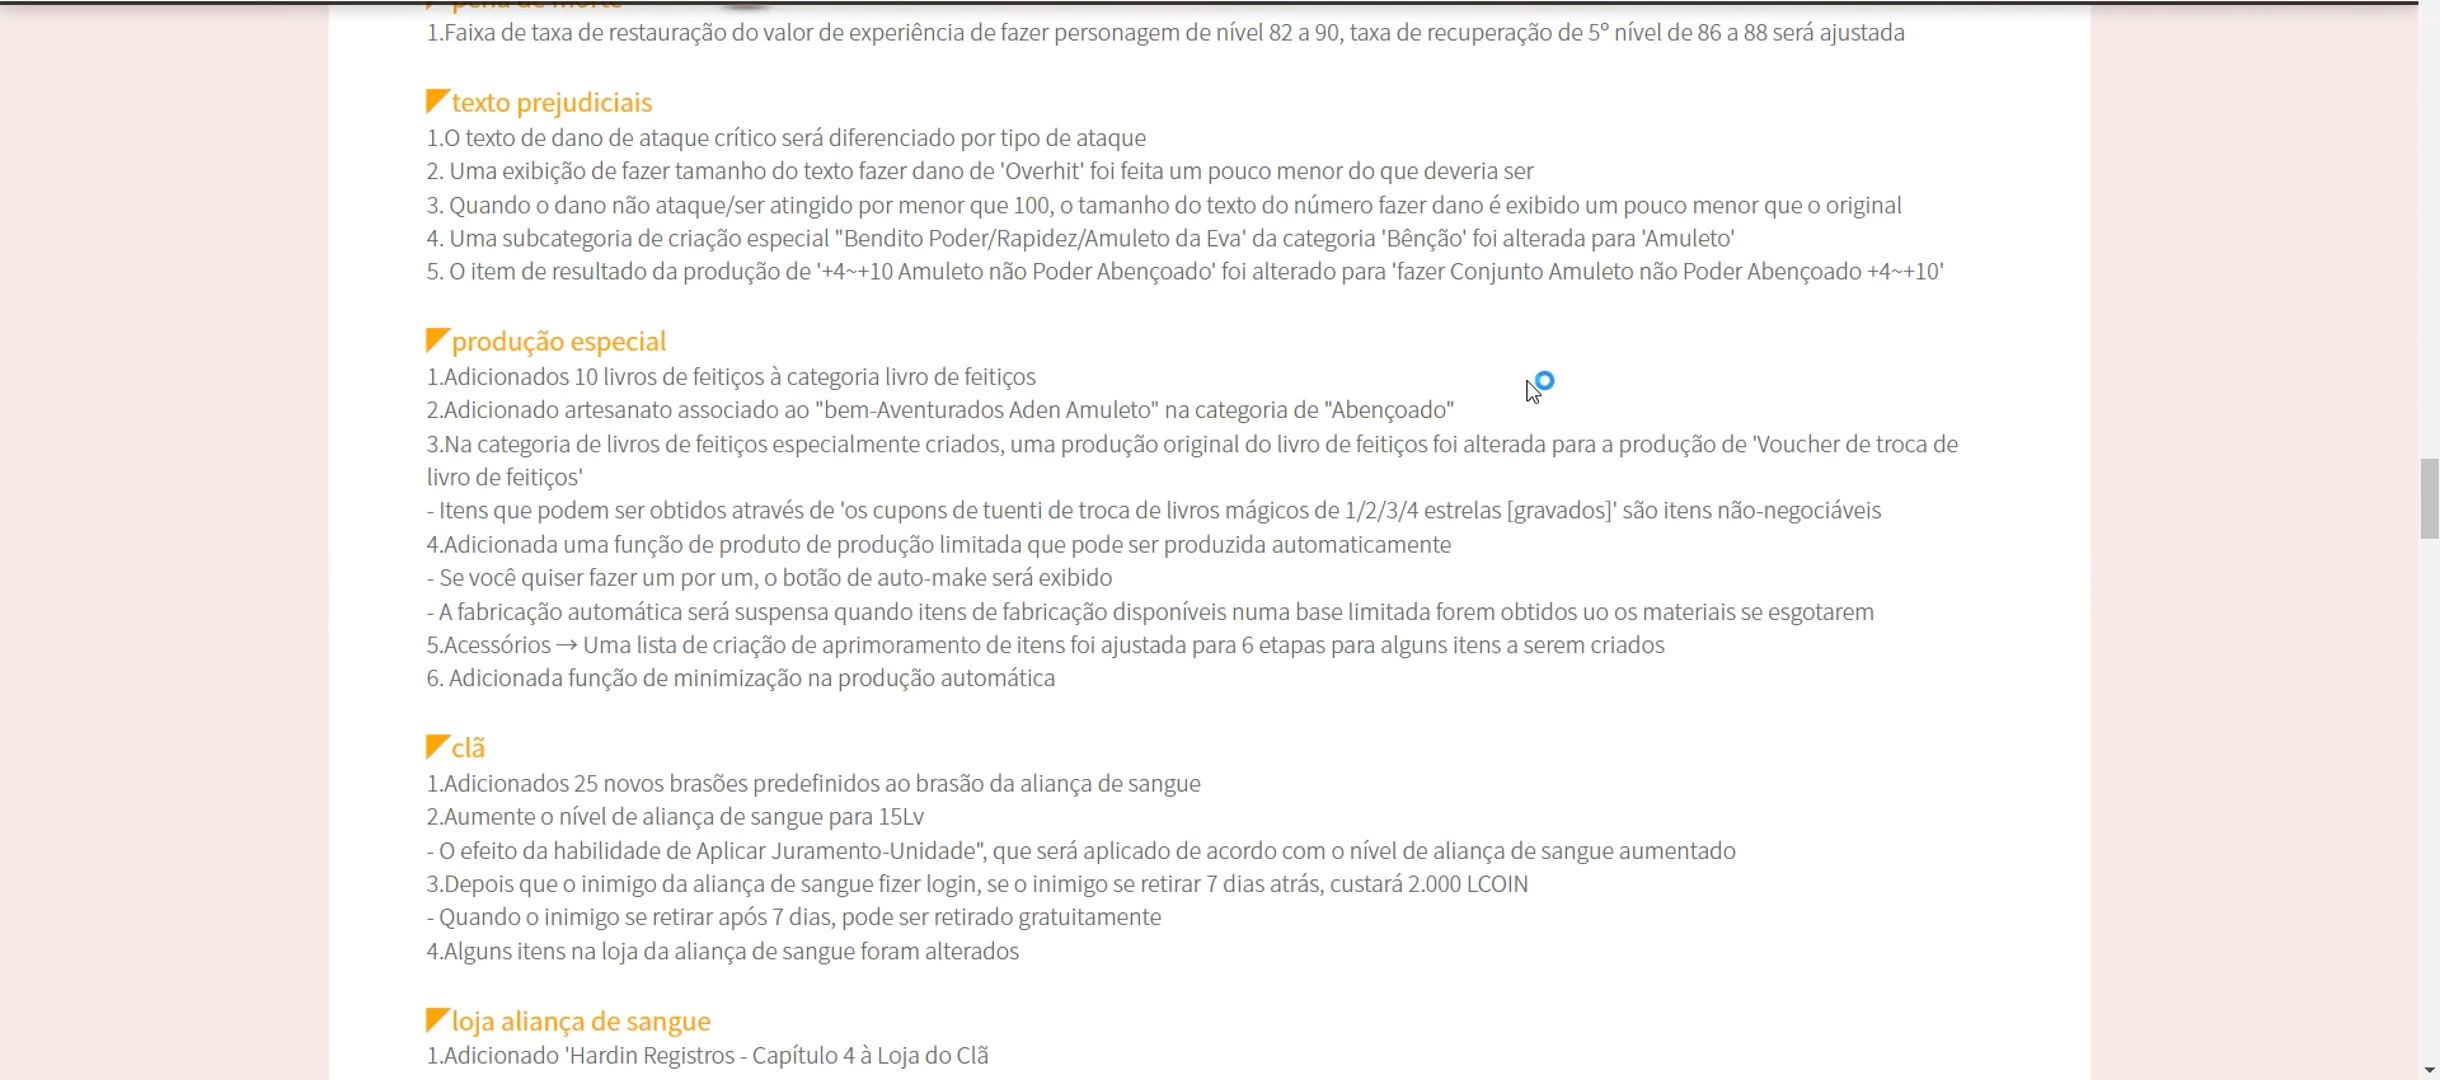 pena de morte
1.Faixa de taxa de restauração do valor de experiência de fazer personagem de nível 82 a 90, taxa de recuperação de 5º nível de 86 a 88 será ajustada
texto prejudiciais
1.O texto de dano de ataque crítico será diferenciado por tipo de ataque
2. Uma exibição de fazer tamanho do texto fazer dano de 'Overhit' foi feita um pouco menor do que deveria ser
3. Quando o dano não ataque/ser atingido por menor que 100, o tamanho do texto do número fazer dano é exibido um pouco menor que o original
4. Uma subcategoria de criação especial "Bendito Poder/Rapidez/Amuleto da Eva' da categoria 'Bênção' foi alterada para 'Amuleto'
5. O item de resultado da produção de '+4~+10 Amuleto não Poder Abençoado' foi alterado para 'fazer Conjunto Amuleto não Poder Abençoado +4~+10'
produção especial
1.Adicionados 10 livros de feitiços à categoria livro de feitiços
2.Adicionado artesanato associado ao "bem-Aventurados Aden Amuleto" na categoria de "Abençoado"
3.Na categoria de livros de feitiços especialmente criados, uma produção original do livro de feitiços foi alterada para a produção de 'Voucher de troca de
livro de feitiços'
- Itens que podem ser obtidos através de 'os cupons de tuenti de troca de livros mágicos de 1/2/3/4 estrelas [gravados]' são itens não-negociáveis
4.Adicionada uma função de produto de produção limitada que pode ser produzida automaticamente
- Se você quiser fazer um por um, o botão de auto-make será exibido
- A fabricação automática será suspensa quando itens de fabricação disponíveis numa base limitada forem obtidos uo os materiais se esgotarem
5.Acessórios → Uma lista de criação de aprimoramento de itens foi ajustada para 6 etapas para alguns itens a serem criados
6. Adicionada função de minimização na produção automática
clã
1.Adicionados 25 novos brasões predefinidos ao brasão da aliança de sangue
2.Aumente o nível de aliança de sangue para 15Lv
- O efeito da habilidade de Aplicar Juramento-Unidade", que será aplicado de acordo com o nível de aliança de sangue aumentado
3.Depois que o inimigo da aliança de sangue fizer login, se o inimigo se retirar 7 dias atrás, custará 2.000 LCOIN
- Quando o inimigo se retirar após 7 dias, pode ser retirado gratuitamente
4.Alguns itens na loja da aliança de sangue foram alterados
loja aliança de sangue
1.Adicionado 'Hardin Registros - Capítulo 4 à Loja do Clã